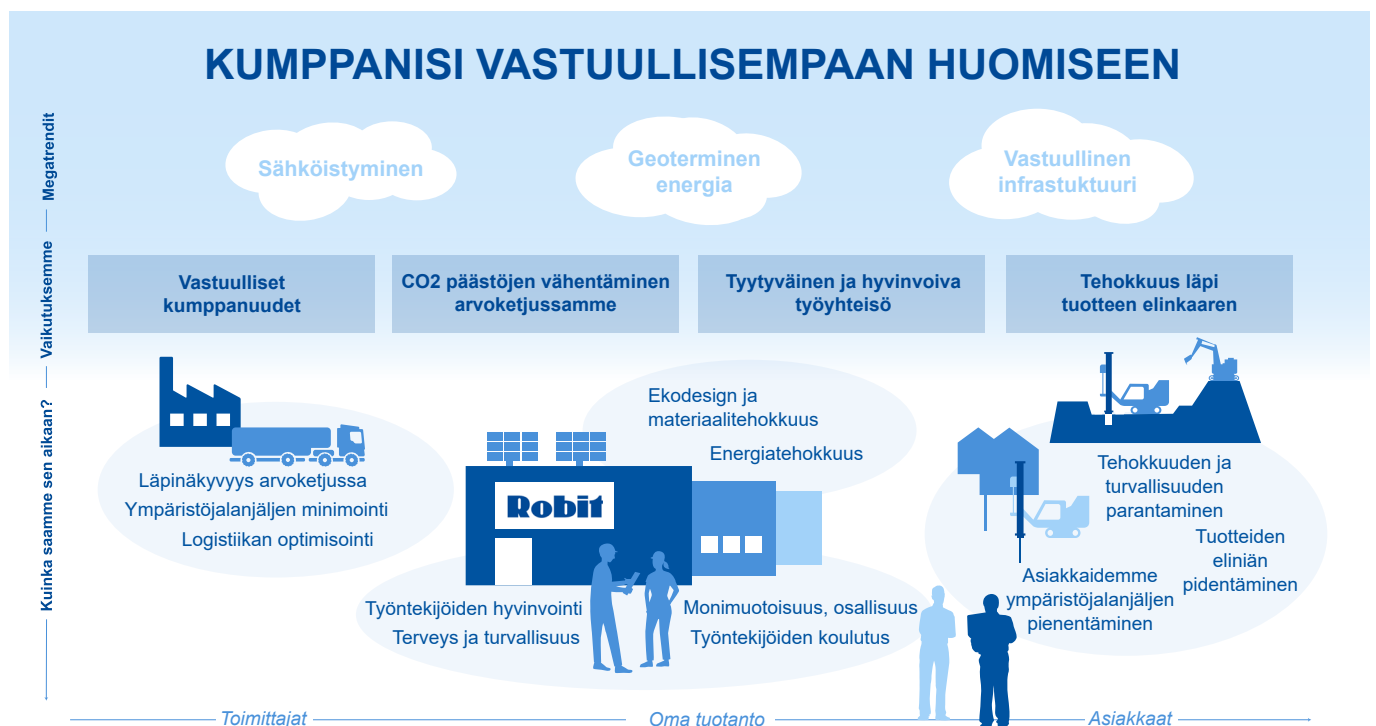 KUMPPANISI VASTUULLISEMPAAN HUOMISEEN
Megatrendit
Sähköistyminen
Geoterminen
energia
Vastuullinen
infrastuktuuri
Vaikutuksemme
Vastuulliset
kumppanuudet
CO2 päästöjen vähentäminen
arvoketjussamme
Tyytyväinen ja hyvinvoiva
työyhteisö
Tehokkuus läpi
tuotteen elinkaaren
Kuinka saamme sen aikaan?
Läpinäkyvyys arvoketjussa
Ympäristöjalanjäljen minimointi
Logistiikan optimisointi
Ekodesign ja
materiaalitehokkuus
Energiatehokkuus
Robit
Työntekijöiden hyvinvointi
Terveys ja turvallisuus
Monimuotoisuus, osallisuus
Työntekijöiden koulutus
Tehokkuuden ja
turvallisuuden
parantaminen
Tuotteiden
eliniän
pidentäminen
Asiakkaidemme
ympäristöjalanjäljen
pienentäminen
Toimittajat
Oma tuotanto
Asiakkaat